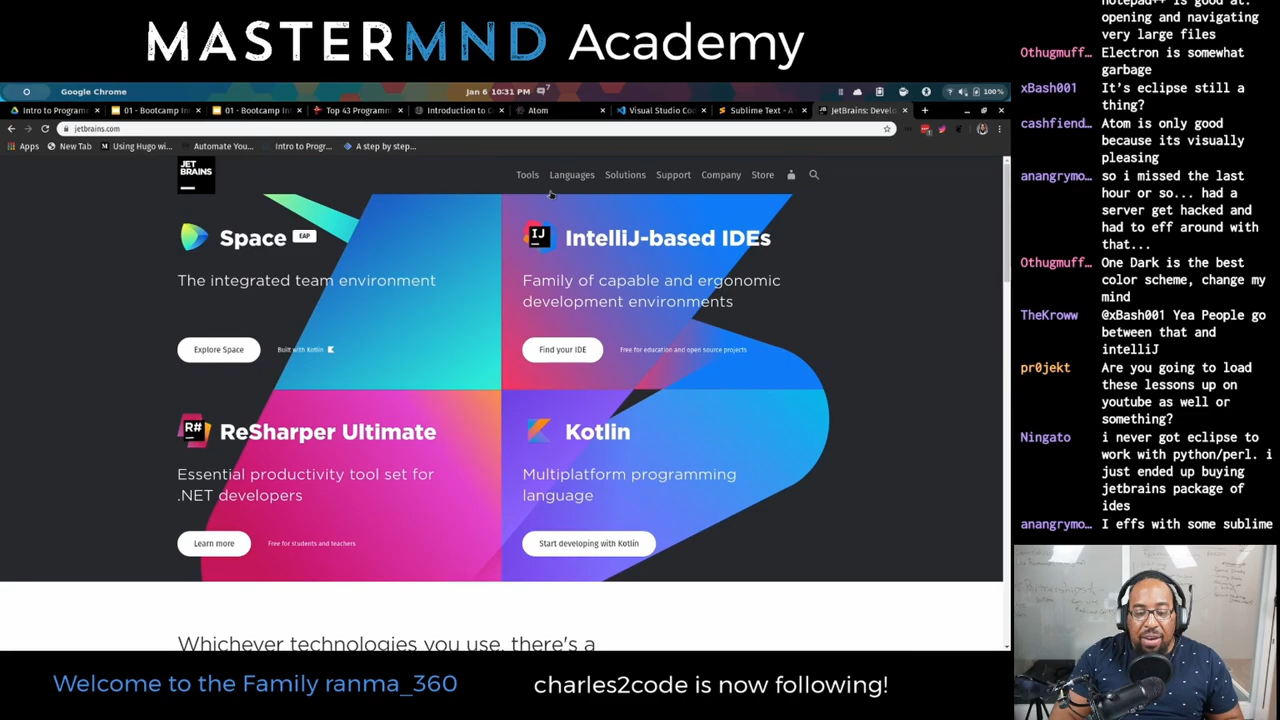 MASTERMND Academy
Google Chrome
Jan 6 10:31 PM
7
100%
Intro to Program
01 - Bootcamp In
01 - Bootcamp In
Top 43 Programm
Introduction to C
Atom
Visual Studio Co
Sublime Text - A
JetBrains: Develo
jetbrains.com
Apps
New Tab
Using Hugo wi...
Automate You...
Intro to Progr...
A step by step...
JET
BRAINS
Tools
Languages
Solutions
Support
Company
Store
Space
EAP
The integrated team environment
Explore Space
Built with Kotlin
IJ
IntelliJ-based IDEs
Family of capable and ergonomic
development environments
Find your IDE
Free for education and open source projects
R#
ReSharper Ultimate
Essential productivity tool set for
.NET developers
Learn more
Free for students and teachers
Kotlin
Multiplatform programming
language
Start developing with Kotlin
Whichever technologies you use, there's a
notepad++ is good at:
opening and navigating
very large files
Othugmuff… Electron is somewhat
garbage
xBash001 It's eclipse still a
thing?
cashfiend… Atom is only good
because its visually
pleasing
anangrymo… so i missed the last
hour or so... had a
server get hacked and
had to eff around with
that...
Othugmuff… One Dark is the best
color scheme, change my
mind
TheKroww @xBash001 Yea People go
between that and
intelliJ
pr0jekt Are you going to load
these lessons up on
youtube as well or
something?
Ningato i never got eclipse to
work with python/perl. i
just ended up buying
jetbrains package of
ides
anangrymo… I effs with some sublime
Welcome to the Family ranma_360
charles2code is now following!